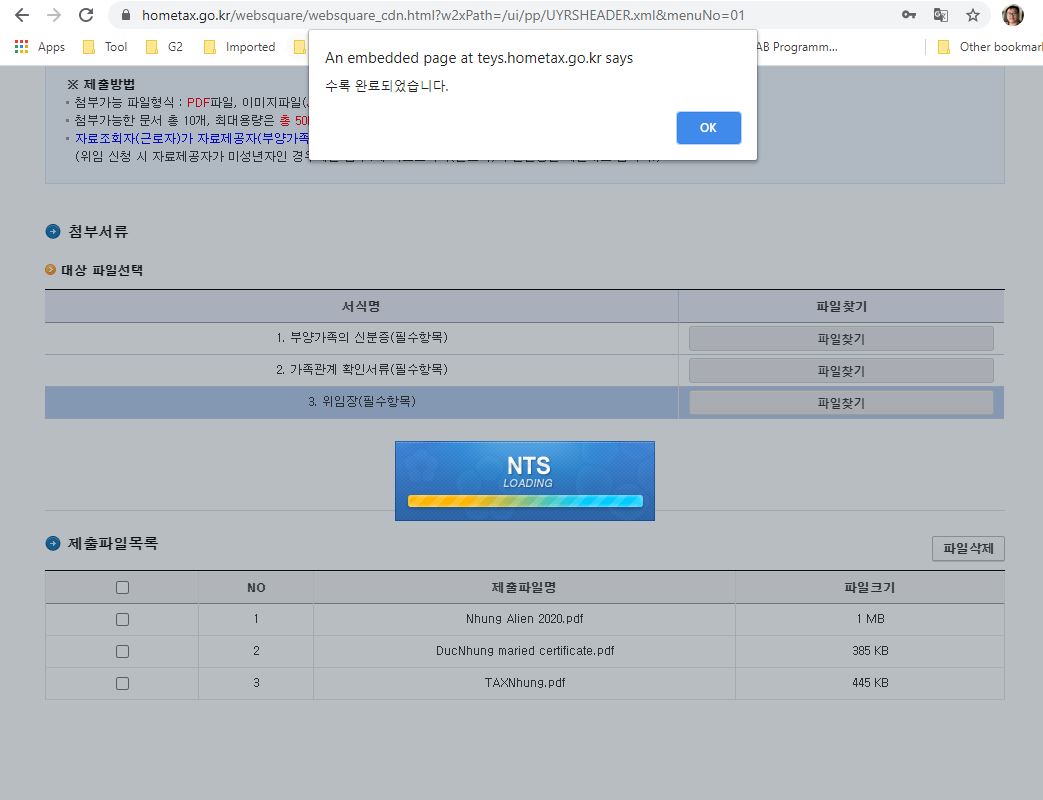 hometax.go.kr/websquare/websquare_cdn.html?w2xPath=/ui/pp/UYRSHEADER.xml&menuNo=01
Apps Tool G2 Imported AB Programm... Other bookmar
An embedded page at teys.hometax.go.kr says
수록 완료되었습니다.
OK
※ 제출방법
첨부가능 파일형식 : PDF파일, 이미지파일(
첨부가능한 문서 총 10개, 최대용량은 총 50
자료조회자(근로자)가 자료제공자(부양가족
(위임 신청 시 자료제공자가 미성년자인 경우
첨부서류
대상 파일선택
서식명 파일찾기
1. 부양가족의 신분증(필수항목) 파일찾기
2. 가족관계 확인서류(필수항목) 파일찾기
3. 위임장(필수항목) 파일찾기
NTS
LOADING
제출파일목록 파일삭제
NO 제출파일명 파일크기
1 Nhung Alien 2020.pdf 1 MB
2 DucNhung maried certificate.pdf 385 KB
3 TAXNhung.pdf 445 KB